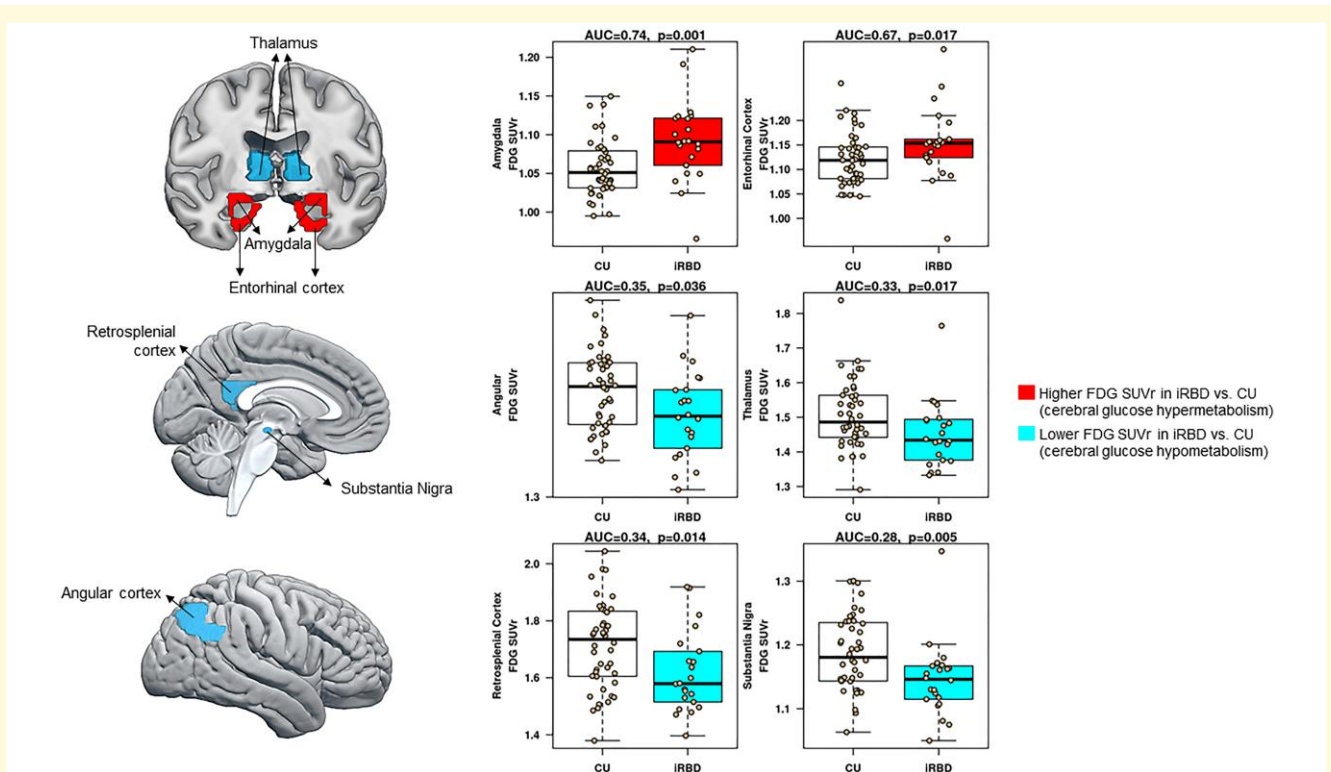 Thalamus
Amygdala
Entorhinal cortex
Retrosplenial
cortex
Substantia Nigra
Angular cortex
AUC=0.74, p=0.001
Amygdala
FDG SUVr
1.20
1.15
1.10
1.05
1.00
CU
iRBD
AUC=0.67, p=0.017
Entorhinal Cortex
FDG SUVr
1.20
1.15
1.10
1.05
1.00
CU
iRBD
AUC=0.35, p=0.036
Angular
FDG SUVr
1.3
CU
iRBD
AUC=0.33, p=0.017
Thalamus
FDG SUVr
1.8
1.7
1.6
1.5
1.4
1.3
CU
iRBD
AUC=0.34, p=0.014
Retrosplenial Cortex
FDG SUVr
2.0
1.8
1.6
1.4
CU
iRBD
AUC=0.28, p=0.005
Substantia Nigra
FDG SUVr
1.3
1.2
1.1
CU
iRBD
Higher FDG SUVr in iRBD vs. CU
(cerebral glucose hypermetabolism)
Lower FDG SUVr in iRBD vs. CU
(cerebral glucose hypometabolism)